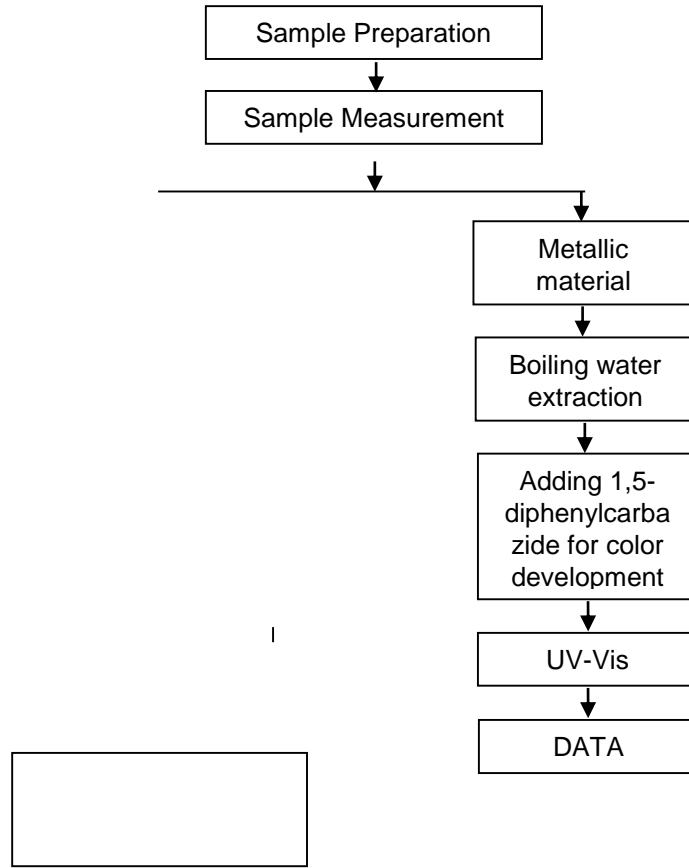 Sample Preparation
Sample Measurement
Metallic
material
Boiling water
extraction
Adding 1,5-
diphenylcarba
zide for color
development
UV-Vis
DATA